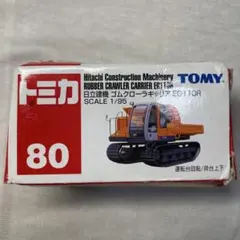 トミカ
Hitachi Construction Machinery
RUBBER CRAWLER CARRIER EG110R
日立建機 ゴムクローラキャリア EG110R
SCALE 1/95
TOMY
80
運転台回転/荷台上下